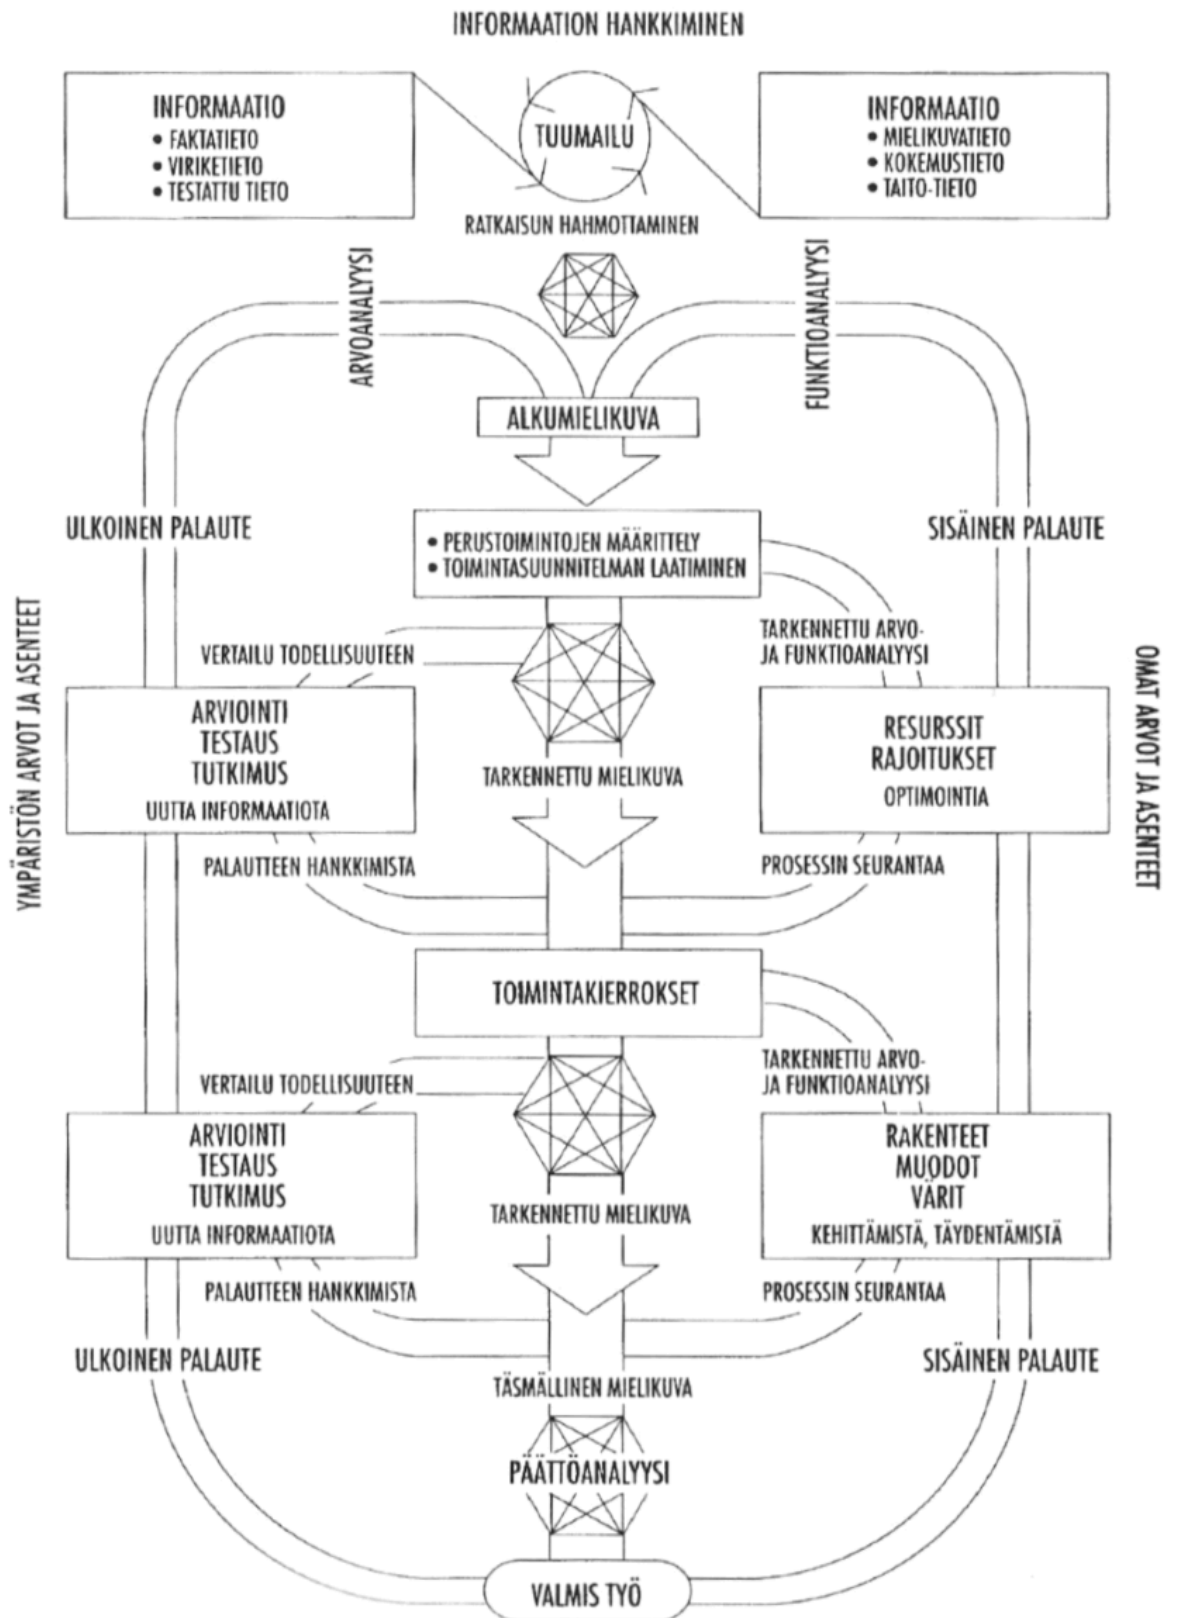 INFORMAATION HANKKIMINEN
INFORMAATIO
• FAKTATIETO
• VIRIKETIETO
• TESTATTU TIETO
TUUMAILU
INFORMAATIO
• MIELIKUVATIETO
• KOKEMUSTIETO
• TAITO-TIETO
RATKAISUN HAHMOTTAMINEN
ARVOANALYYSI
FUNKTIOANALYYSI
ALKUMIELIKUVA
ULKOINEN PALAUTE
SISÄINEN PALAUTE
• PERUSTOIMINTOJEN MÄÄRITTELY
• TOIMINTASUUNNITELMAN LAATIMINEN
YMPÄRISTÖN ARVOT JA ASENTEET
OMAT ARVOT JA ASENTEET
VERTAILU TODELLISUUTEEN
TARKENNETTU ARVO-
JA FUNKTIOANALYYSI
ARVIOINTI
TESTAUS
TUTKIMUS
UUTTA INFORMAATIOTA
TARKENNETTU MIELIKUVA
RESURSSIT
RAJOITUKSET
OPTIMOINTIA
PALAUTTEEN HANKKIMISTA
PROSESSIN SEURANTAA
TOIMINTAKIERROKSET
VERTAILU TODELLISUUTEEN
TARKENNETTU ARVO-
JA FUNKTIOANALYYSI
ARVIOINTI
TESTAUS
TUTKIMUS
UUTTA INFORMAATIOTA
TARKENNETTU MIELIKUVA
RAKENTEET
MUODOT
VÄRIT
KEHITTÄMISTÄ, TÄYDENTÄMISTÄ
PALAUTTEEN HANKKIMISTA
PROSESSIN SEURANTAA
ULKOINEN PALAUTE
SISÄINEN PALAUTE
TÄSMÄLLINEN MIELIKUVA
PÄÄTTÖANALYYSI
VALMIS TYÖ